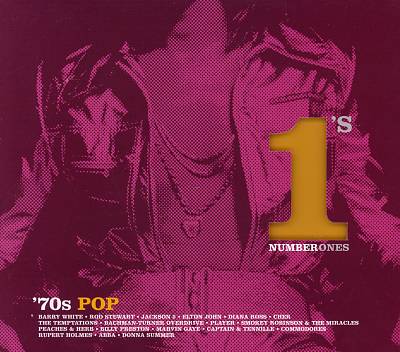 1's
NUMBERONES
'70s POP
BARRY WHITE • ROD STEWART • JACKSON 5 • ELTON JOHN • DIANA ROSS • CHER
THE TEMPTATIONS • BACHMAN-TURNER OVERDRIVE • PLAYER • SMOKEY ROBINSON & THE MIRACLES
PEACHES & HERB • BILLY PRESTON • MARVIN GAYE • CAPTAIN & TENNILLE • COMMODORES
RUPERT HOLMES • ABBA • DONNA SUMMER